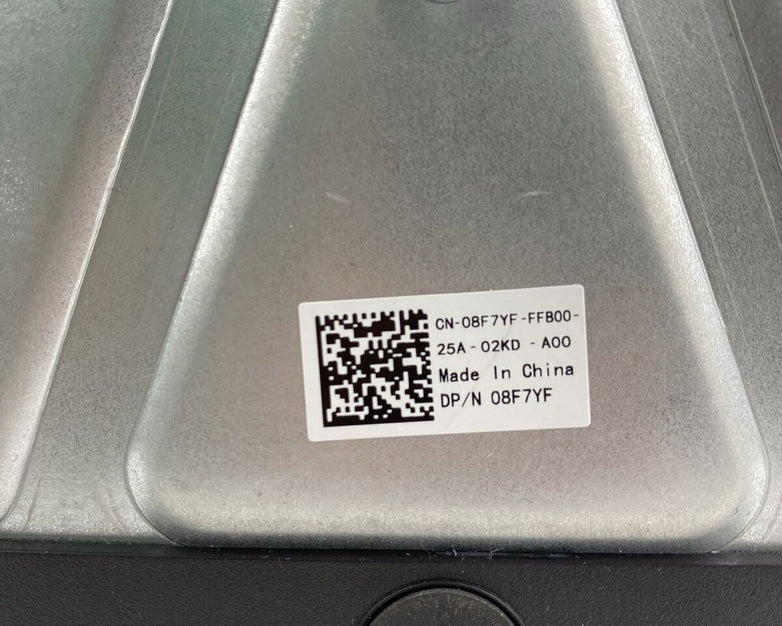 CN-08F7YF-FFB00-
25A-02KD -A00
Made In China
DP/N 08F7YF